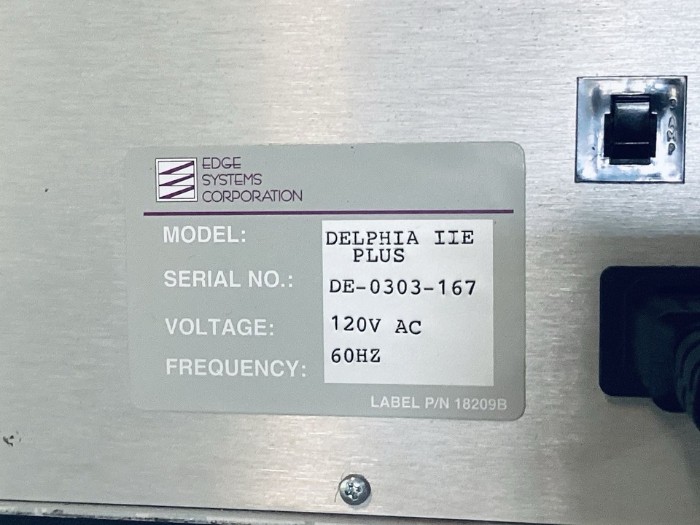 EDGE
SYSTEMS
CORPORATION
MODEL: DELPHIA IIE
PLUS
SERIAL NO.: DE-0303-167
VOLTAGE: 120V AC
FREQUENCY: 60HZ
LABEL P/N 18209B